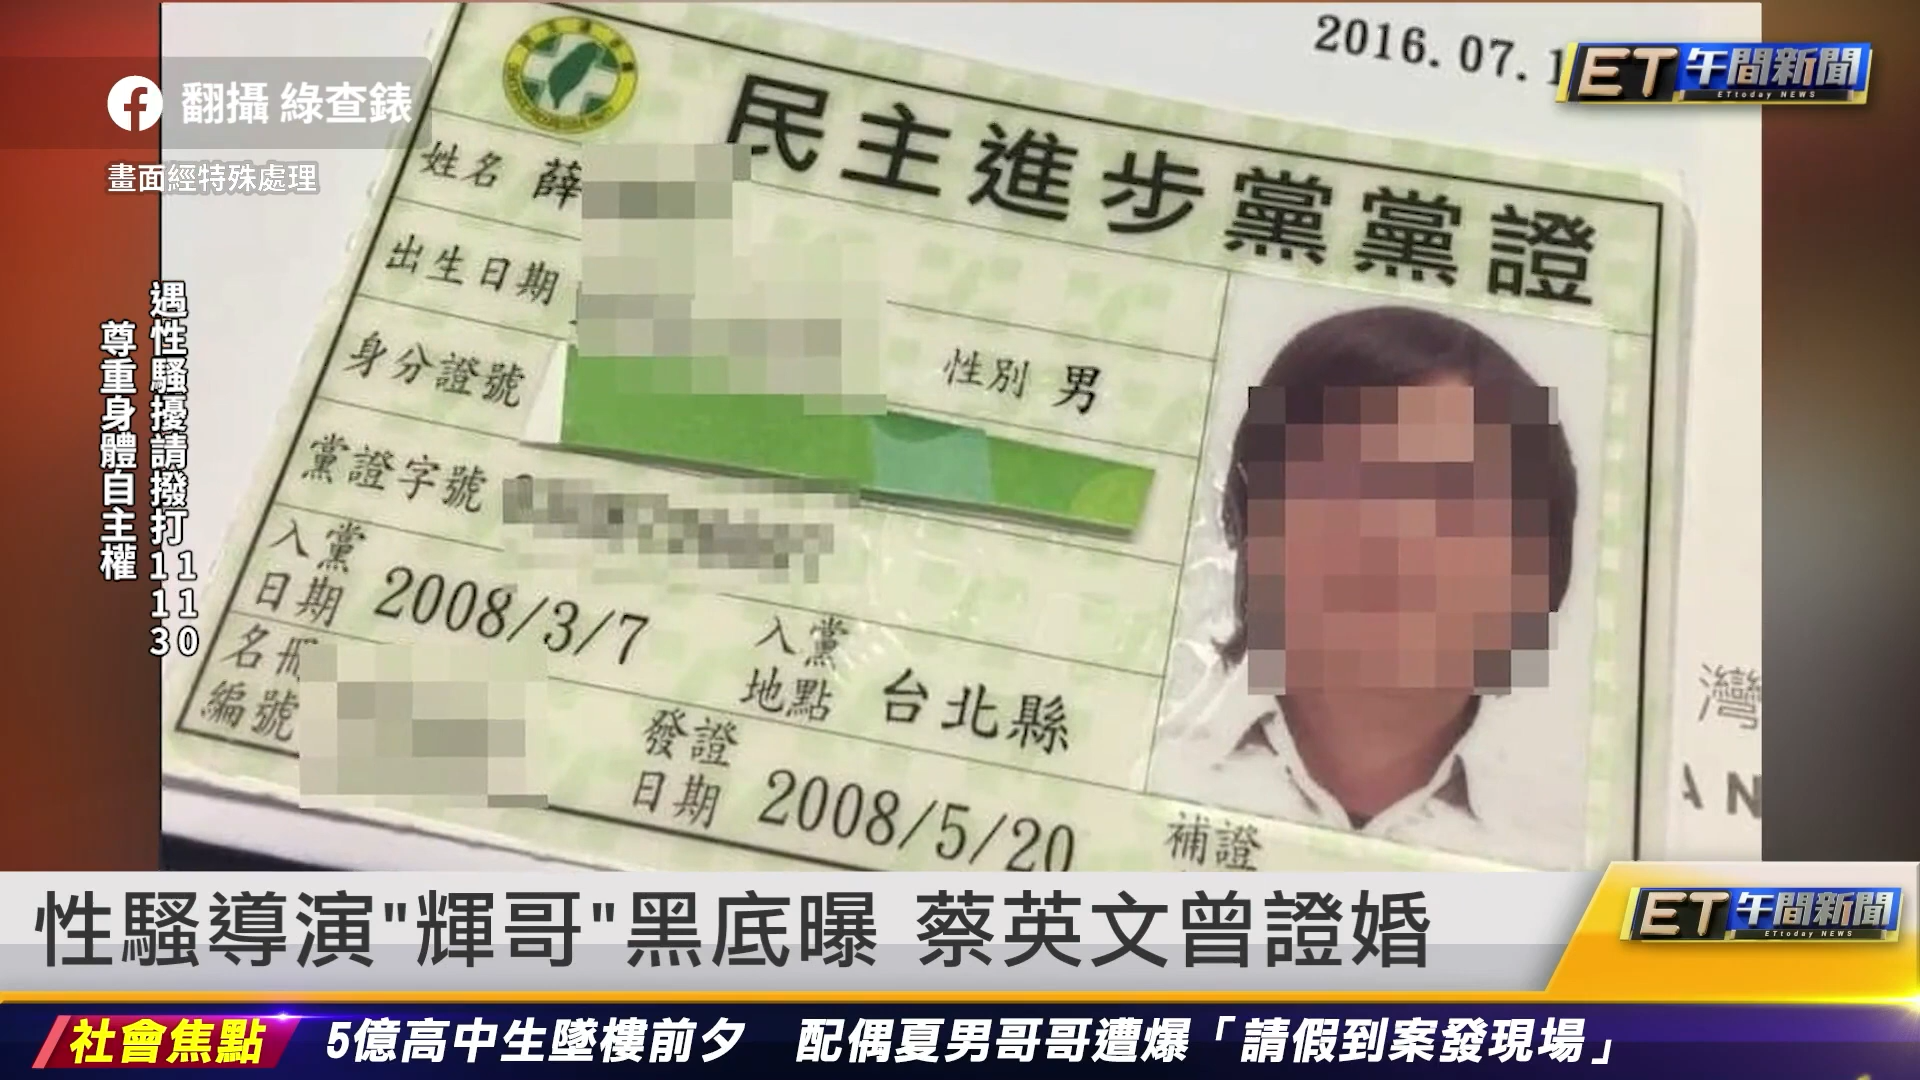 2016.07.1
ET 午間新聞
ETtoday NEWS
翻攝 綠查錶
畫面經特殊處理
遇性騷擾請撥打113 110
尊重身體自主權
民主進步黨黨證
姓名 薛
出生日期
性別 男
身分證號
黨證字號
入黨日期 2008/3/7
入黨地點 台北縣
名冊編號
發證日期 2008/5/20
補證
灣
AN
性騷導演"輝哥"黑底曝 蔡英文曾證婚
ET 午間新聞
ETtoday NEWS
社會焦點 5億高中生墜樓前夕 配偶夏男哥哥遭爆「請假到案發現場」